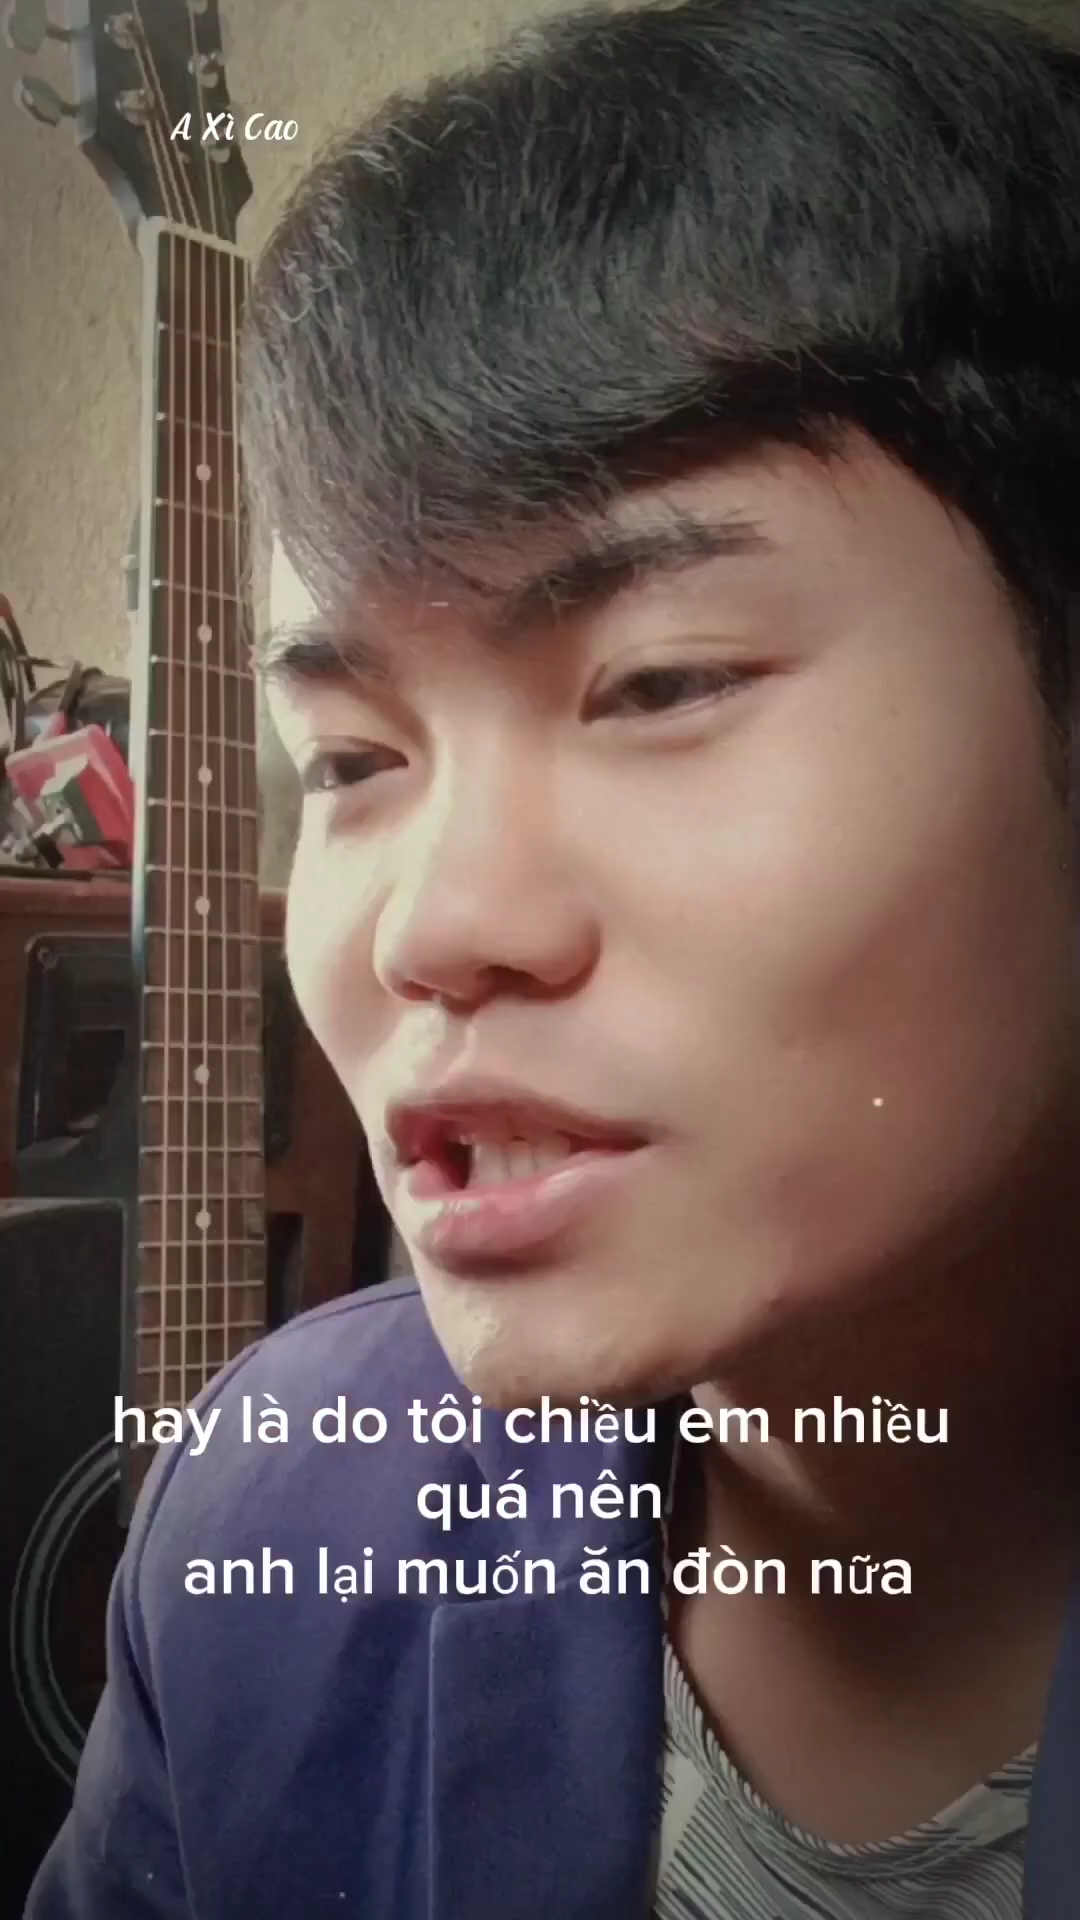 A Xì Cao
hay là do tôi chiều em nhiều
quá nên
anh lại muốn ăn đòn nữa